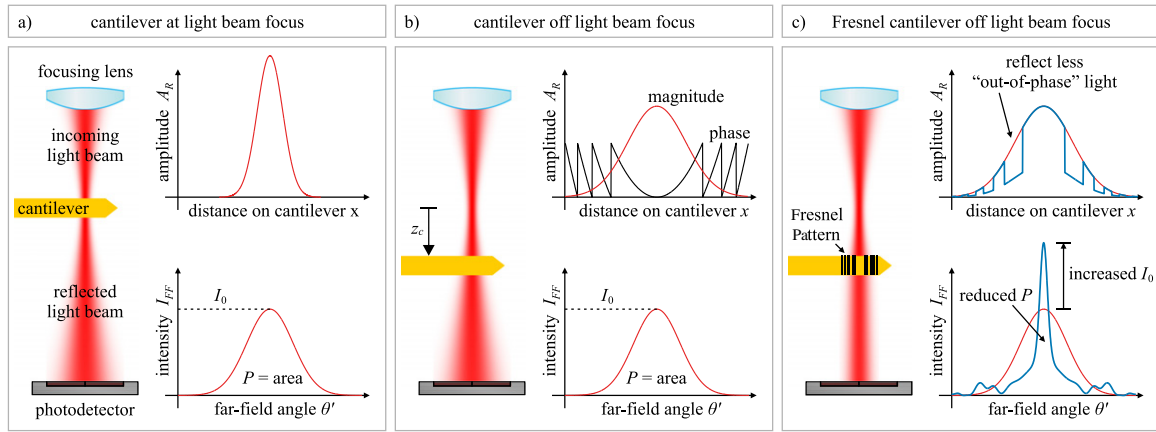 a) cantilever at light beam focus
focusing lens
incoming
light beam
cantilever
reflected
light beam
photodetector
amplitude A_R
distance on cantilever x
intensity I_FF
I_0
P = area
far-field angle θ'
b) cantilever off light beam focus
z_c
amplitude A_R
magnitude
phase
distance on cantilever x
intensity I_FF
I_0
P = area
far-field angle θ'
c) Fresnel cantilever off light beam focus
Fresnel
Pattern
amplitude A_R
reflect less
“out-of-phase” light
distance on cantilever x
intensity I_FF
increased I_0
reduced P
far-field angle θ'